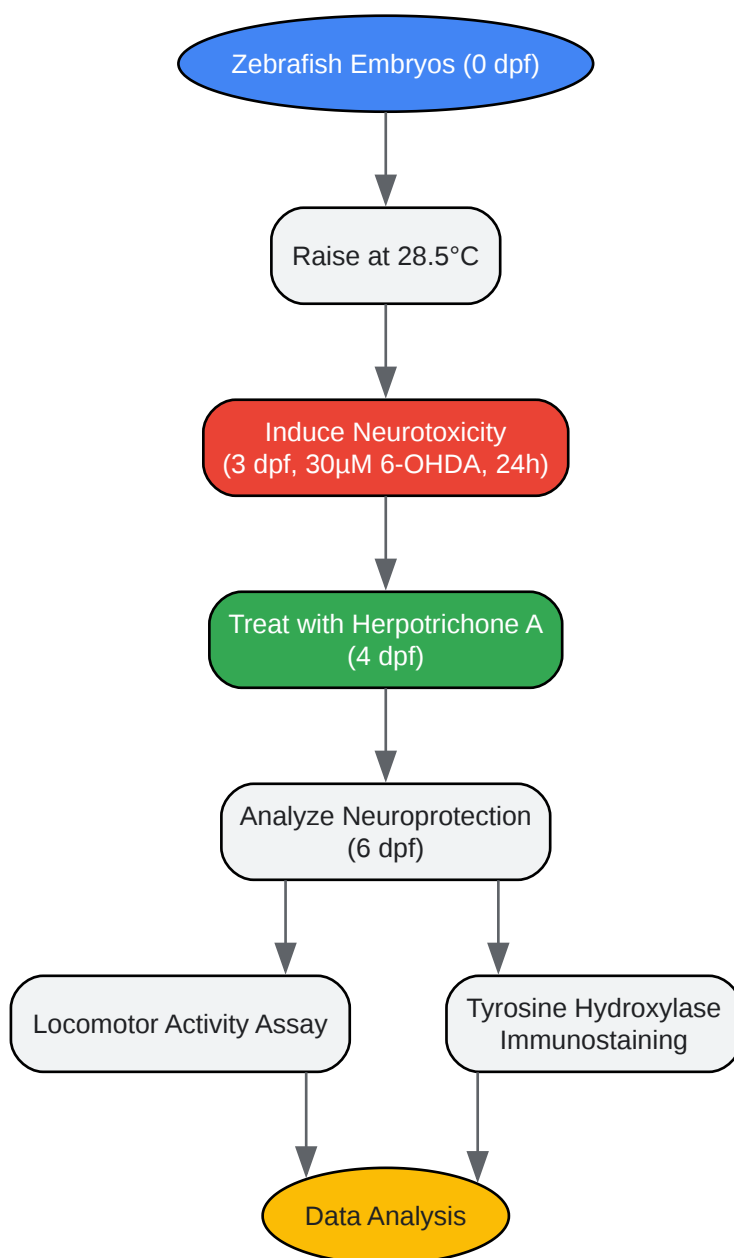 Zebrafish Embryos (0 dpf)
Raise at 28.5°C
Induce Neurotoxicity
(3 dpf, 30µM 6-OHDA, 24h)
Treat with Herpotrichone A
(4 dpf)
Analyze Neuroprotection
(6 dpf)
Locomotor Activity Assay
Tyrosine Hydroxylase
Immunostaining
Data Analysis